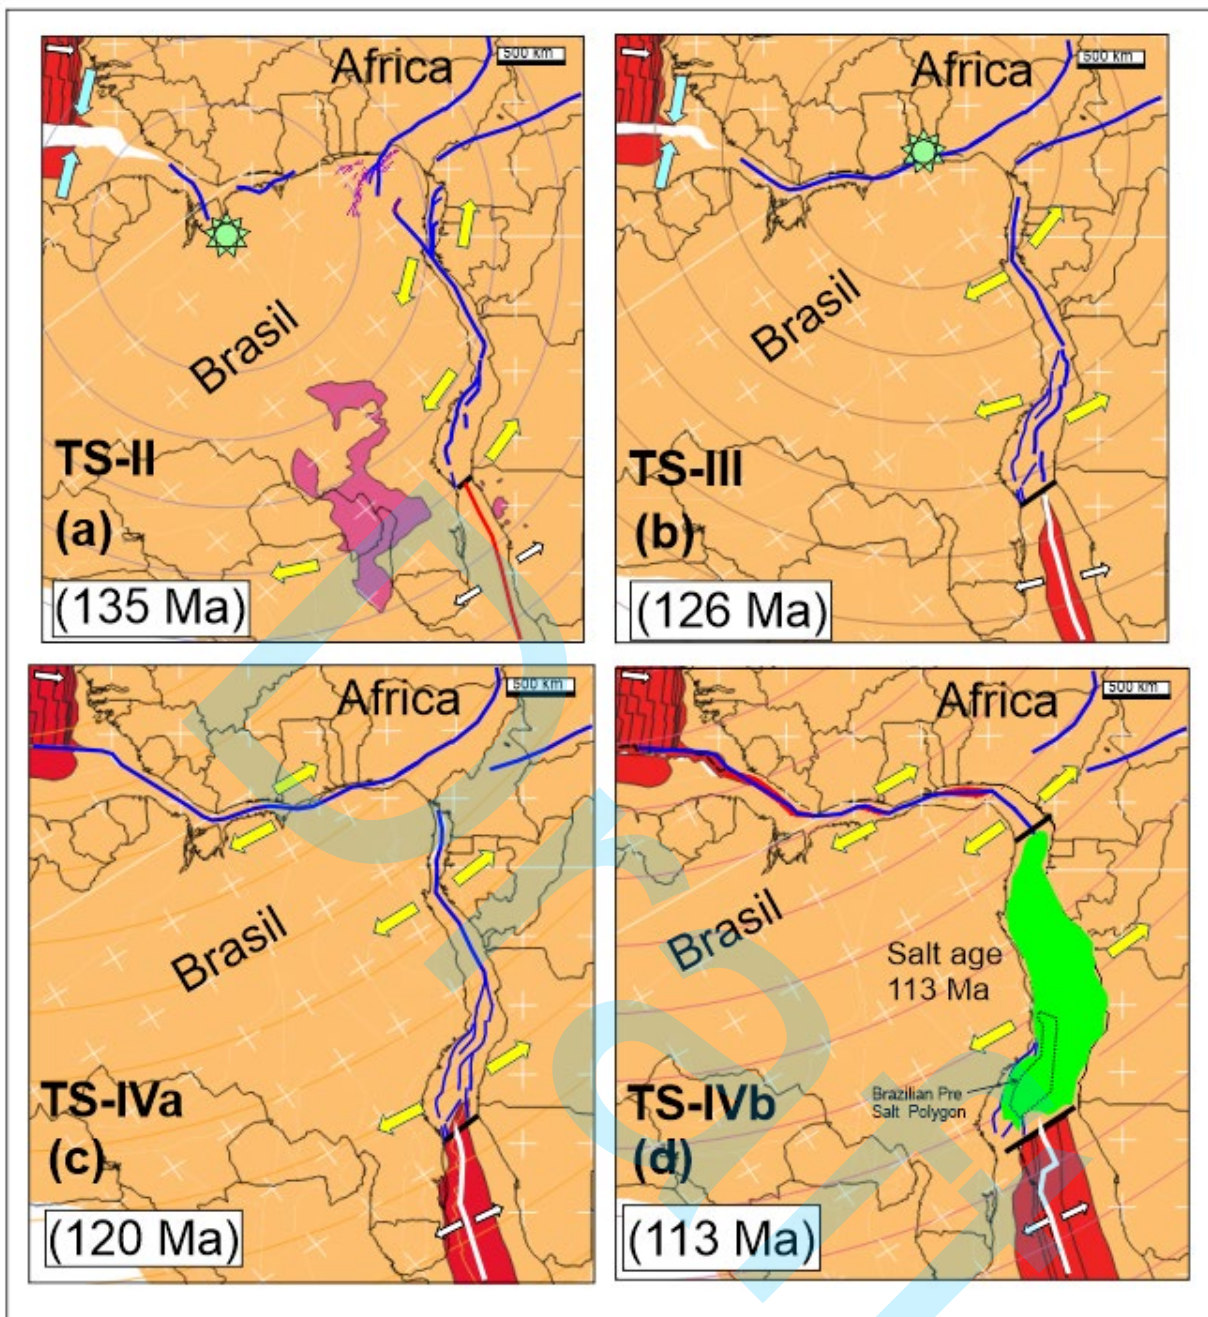 Africa
500 km
Brasil
TS-II
(a)
(135 Ma)
Africa
500 km
Brasil
TS-III
(b)
(126 Ma)
Africa
500 km
Brasil
TS-IVa
(c)
(120 Ma)
Africa
500 km
Brasil
Salt age
113 Ma
Brazilian Pre
Salt Polygon
TS-IVb
(d)
(113 Ma)